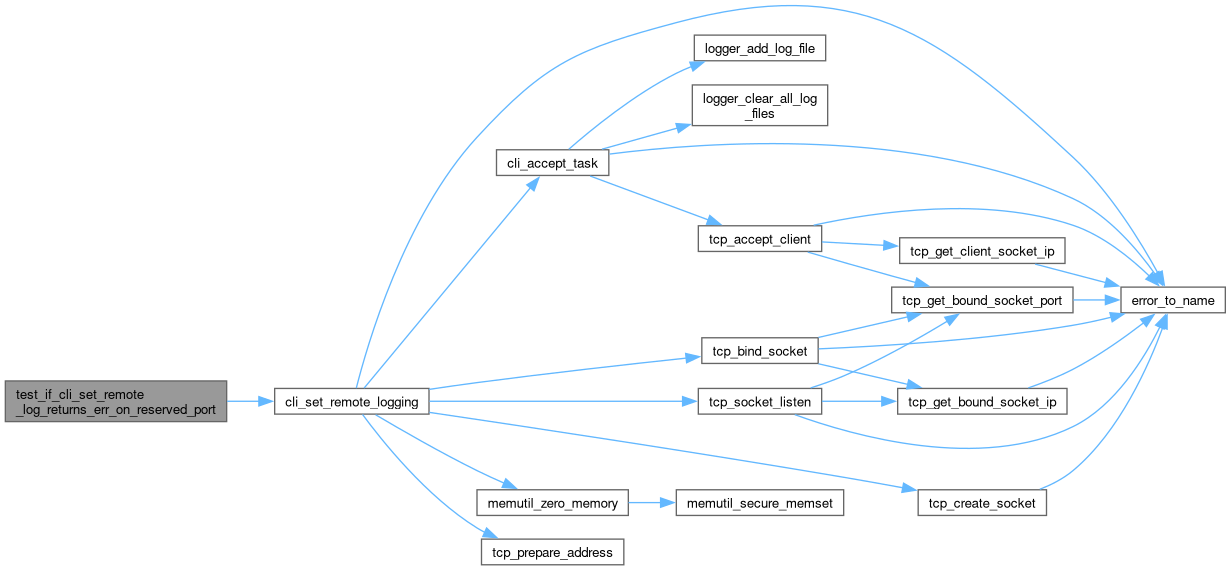 logger_add_log_file
logger_clear_all_log
_files
cli_accept_task
tcp_accept_client
tcp_get_client_socket_ip
tcp_get_bound_socket_port
error_to_name
tcp_bind_socket
test_if_cli_set_remote
_log_returns_err_on_reserved_port
cli_set_remote_logging
tcp_socket_listen
tcp_get_bound_socket_ip
memutil_zero_memory
memutil_secure_memset
tcp_create_socket
tcp_prepare_address